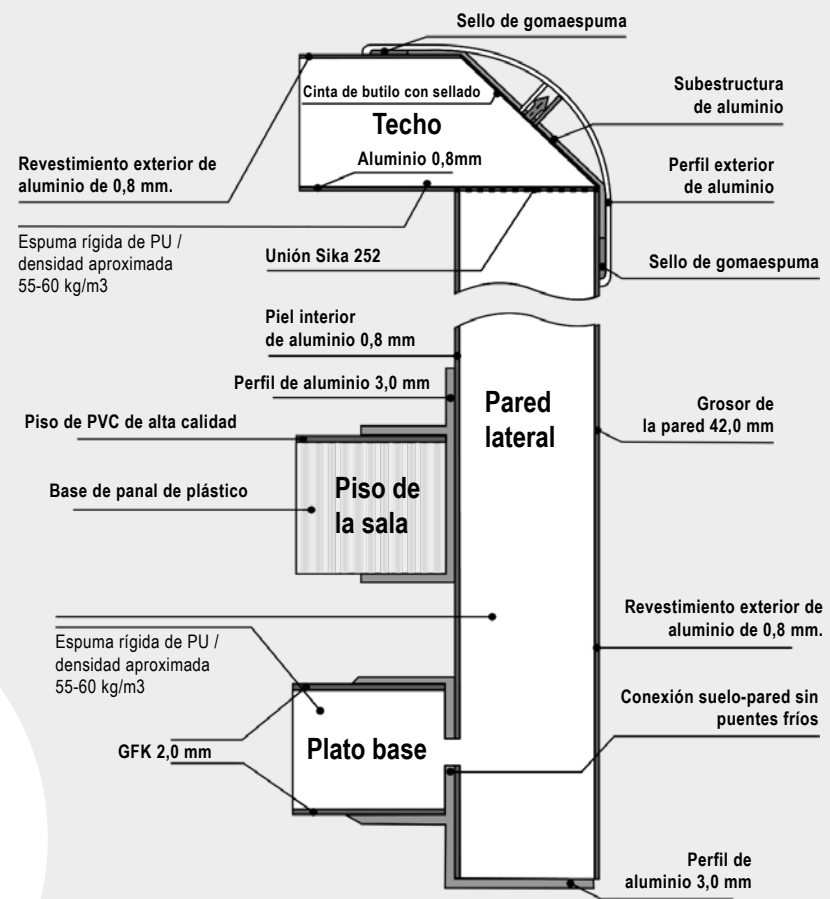 Sello de gomaespuma
Cinta de butilo con sellado
Techo
Subestructura
de aluminio
Revestimiento exterior de
aluminio de 0,8 mm.
Aluminio 0,8mm
Perfil exterior
de aluminio
Espuma rígida de PU /
densidad aproximada
55-60 kg/m3
Unión Sika 252
Sello de gomaespuma
Piel interior
de aluminio 0,8 mm
Perfil de aluminio 3,0 mm
Pared
lateral
Grosor de
la pared 42,0 mm
Piso de PVC de alta calidad
Base de panal de plástico
Piso de
la sala
Revestimiento exterior de
aluminio de 0,8 mm.
Espuma rígida de PU /
densidad aproximada
55-60 kg/m3
Conexión suelo-pared sin
puentes fríos
GFK 2,0 mm
Plato base
Perfil de
aluminio 3,0 mm